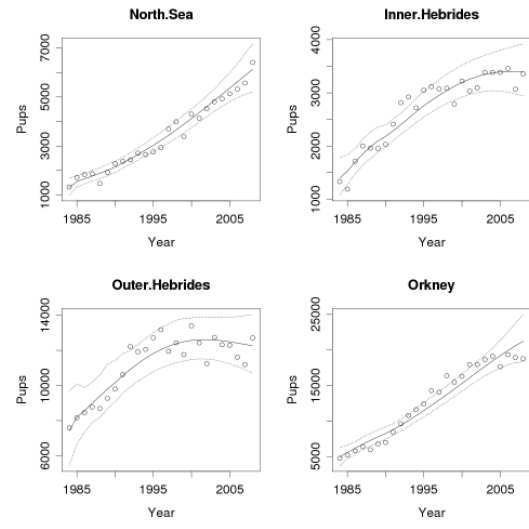 North.Sea
Pups
7000
5000
3000
1000
1985
1995
2005
Year
Inner.Hebrides
Pups
4000
3000
2000
1000
1985
1995
2005
Year
Outer.Hebrides
Pups
14000
10000
6000
1985
1995
2005
Year
Orkney
Pups
25000
15000
5000
1985
1995
2005
Year